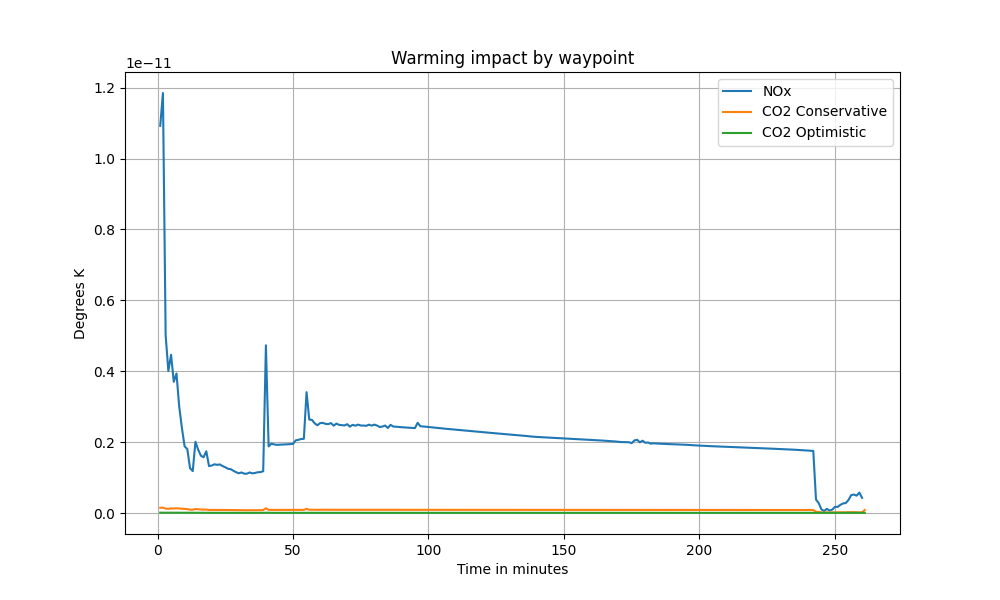 Warming impact by waypoint
1e−11
1.2
1.0
0.8
0.6
0.4
0.2
0.0
Degrees K
NOx
CO2 Conservative
CO2 Optimistic
0 50 100 150 200 250
Time in minutes